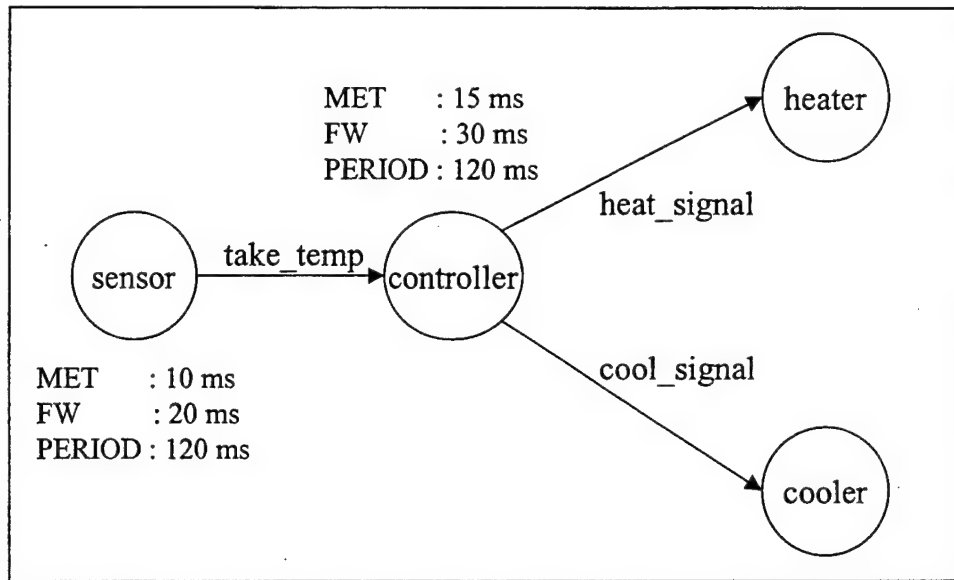 MET : 15 ms
FW : 30 ms
PERIOD : 120 ms
heater
heat_signal
sensor
take_temp
controller
cool_signal
MET : 10 ms
FW : 20 ms
PERIOD : 120 ms
cooler